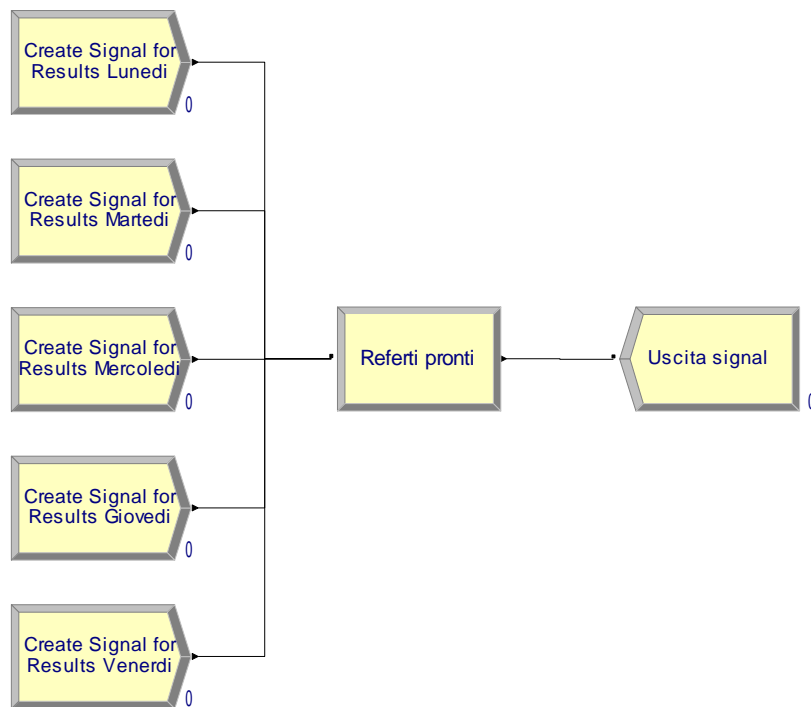 Create Signal for
Results Lunedi
0
Create Signal for
Results Martedi
0
Create Signal for
Results Mercoledi
0
Referti pronti
Uscita signal
0
Create Signal for
Results Giovedi
0
Create Signal for
Results Venerdi
0